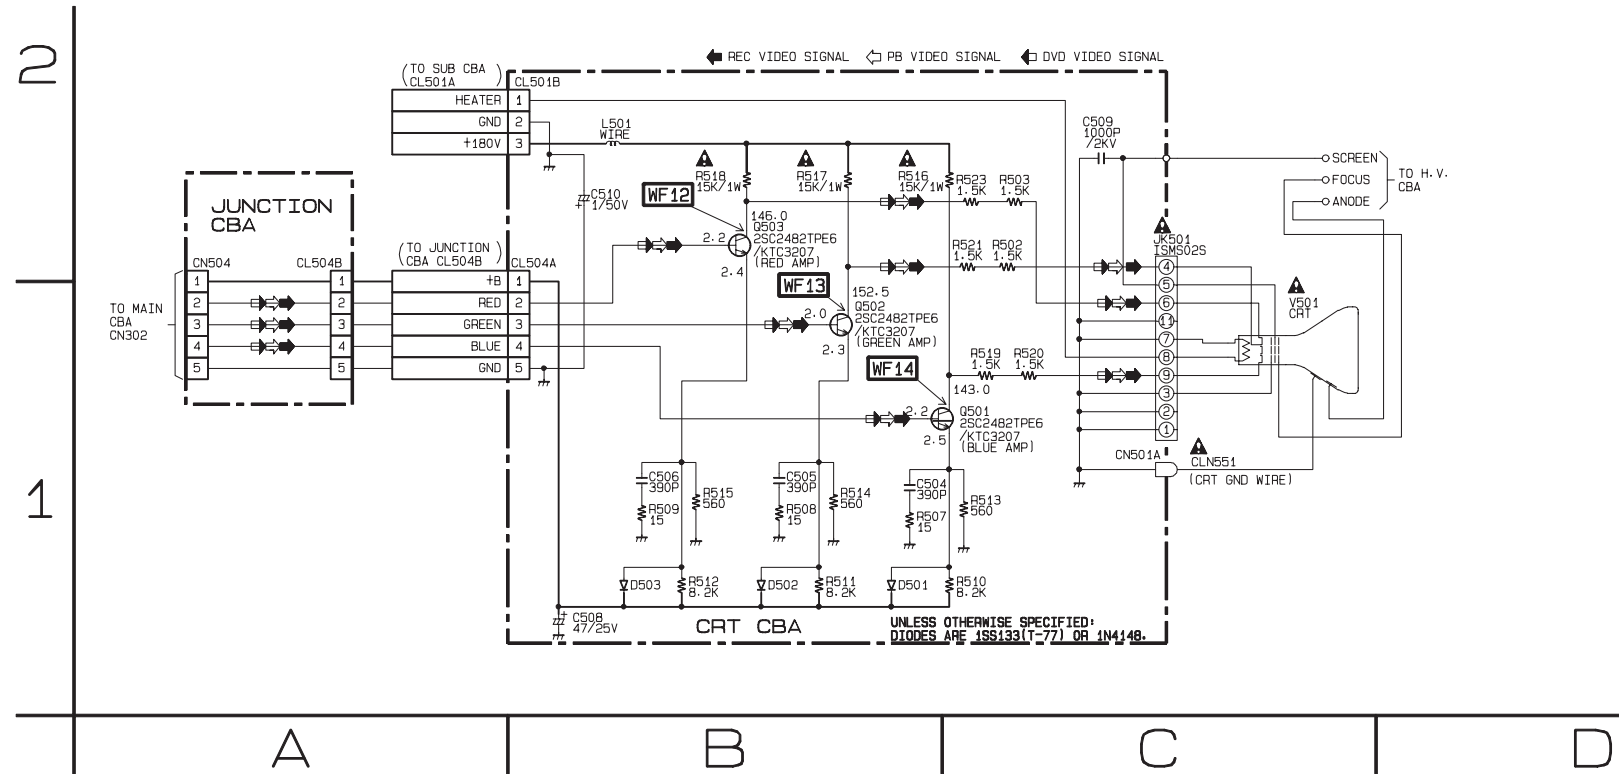 2
REC VIDEO SIGNAL
PB VIDEO SIGNAL
DVD VIDEO SIGNAL
(TO SUB CBA
CL501A)
CL501B
HEATER 1
GND 2
+180V 3
L501
WIRE
C510
1/50V
+
JUNCTION
CBA
CN504
CL504B
1
2
3
4
5
1
2
3
4
5
TO MAIN
CBA
CN302
(TO JUNCTION
CBA CL504B)
CL504A
+B 1
RED 2
GREEN 3
BLUE 4
GND 5
R518
15K/1W
R517
15K/1W
R516
15K/1W
R523
1.5K
R503
1.5K
WF12
146.0
Q503
2SC2482TPE6
/KTC3207
(RED AMP)
2.2
2.4
R521
1.5K
R502
1.5K
WF13
152.5
Q502
2SC2482TPE6
/KTC3207
(GREEN AMP)
2.0
2.3
R519
1.5K
R520
1.5K
WF14
143.0
Q501
2SC2482TPE6
/KTC3207
(BLUE AMP)
2.2
2.5
C509
1000P
/2KV
SCREEN
FOCUS
ANODE
TO H.V.
CBA
JK501
ISMS02S
4
5
6
11
7
8
9
3
2
1
V501
CRT
CN501A
CLN551
(CRT GND WIRE)
1
C506
390P
R509
15
R515
560
C505
390P
R508
15
R514
560
C504
390P
R507
15
R513
560
D503
R512
8.2K
D502
R511
8.2K
D501
R510
8.2K
+
C508
47/25V
CRT CBA
UNLESS OTHERWISE SPECIFIED:
DIODES ARE 1SS133(T-77) OR 1N4148.
A
B
C
D